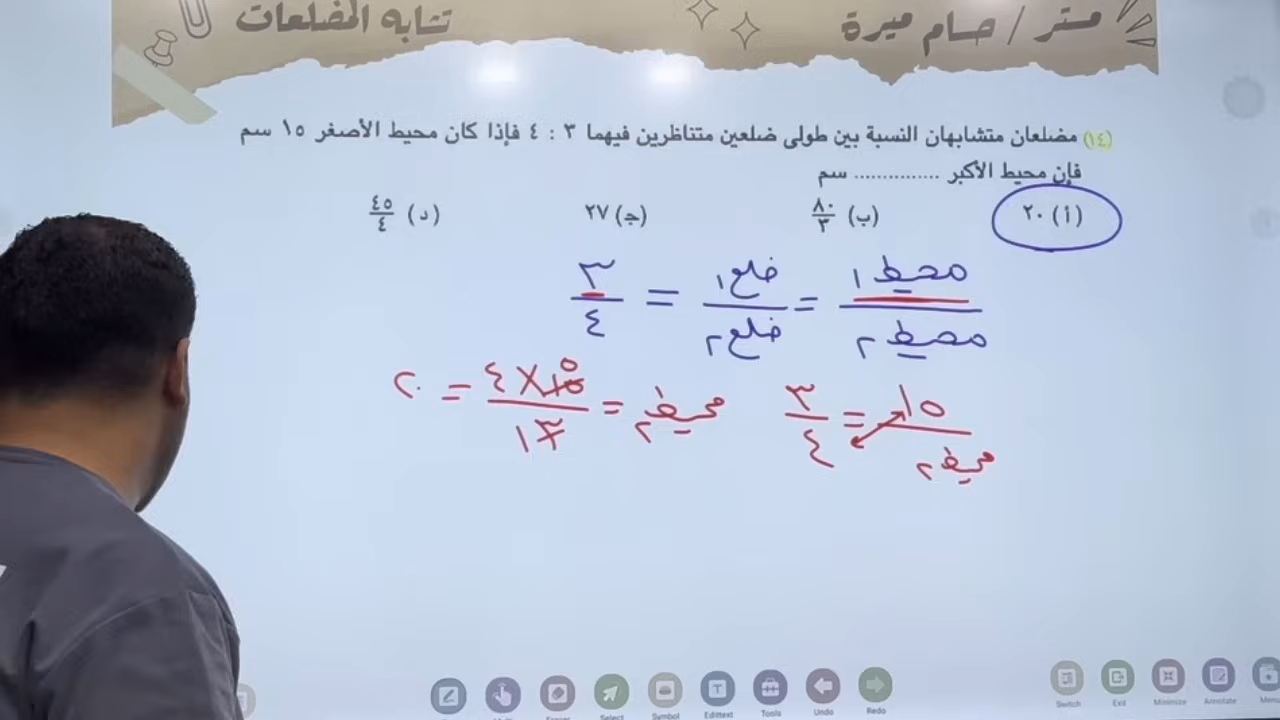 مستر / حسام ميرة
تشابه المضلعات
(١٤) مضلعان متشابهان النسبة بين طولى ضلعين متناظرين فيهما ٣ : ٤ فإذا كان محيط الأصغر ١٥ سم
فإن محيط الأكبر ............... سم
(أ) ٢٠ (ب) ٨٠/٣ (ج) ٢٧ (د) ٤٥/٤
محيط ١ / محيط ٢ = ضلع ١ / ضلع ٢ = ٣ / ٤
١٥ / محيط ٢ = ٣ / ٤
محيط ٢ = ١٥ ٥ × ٤ / ٣ ١ = ٢٠
Select
Symbol
Edittext
Tools
Undo
Redo
Switch
Exit
Minimize
Annotate